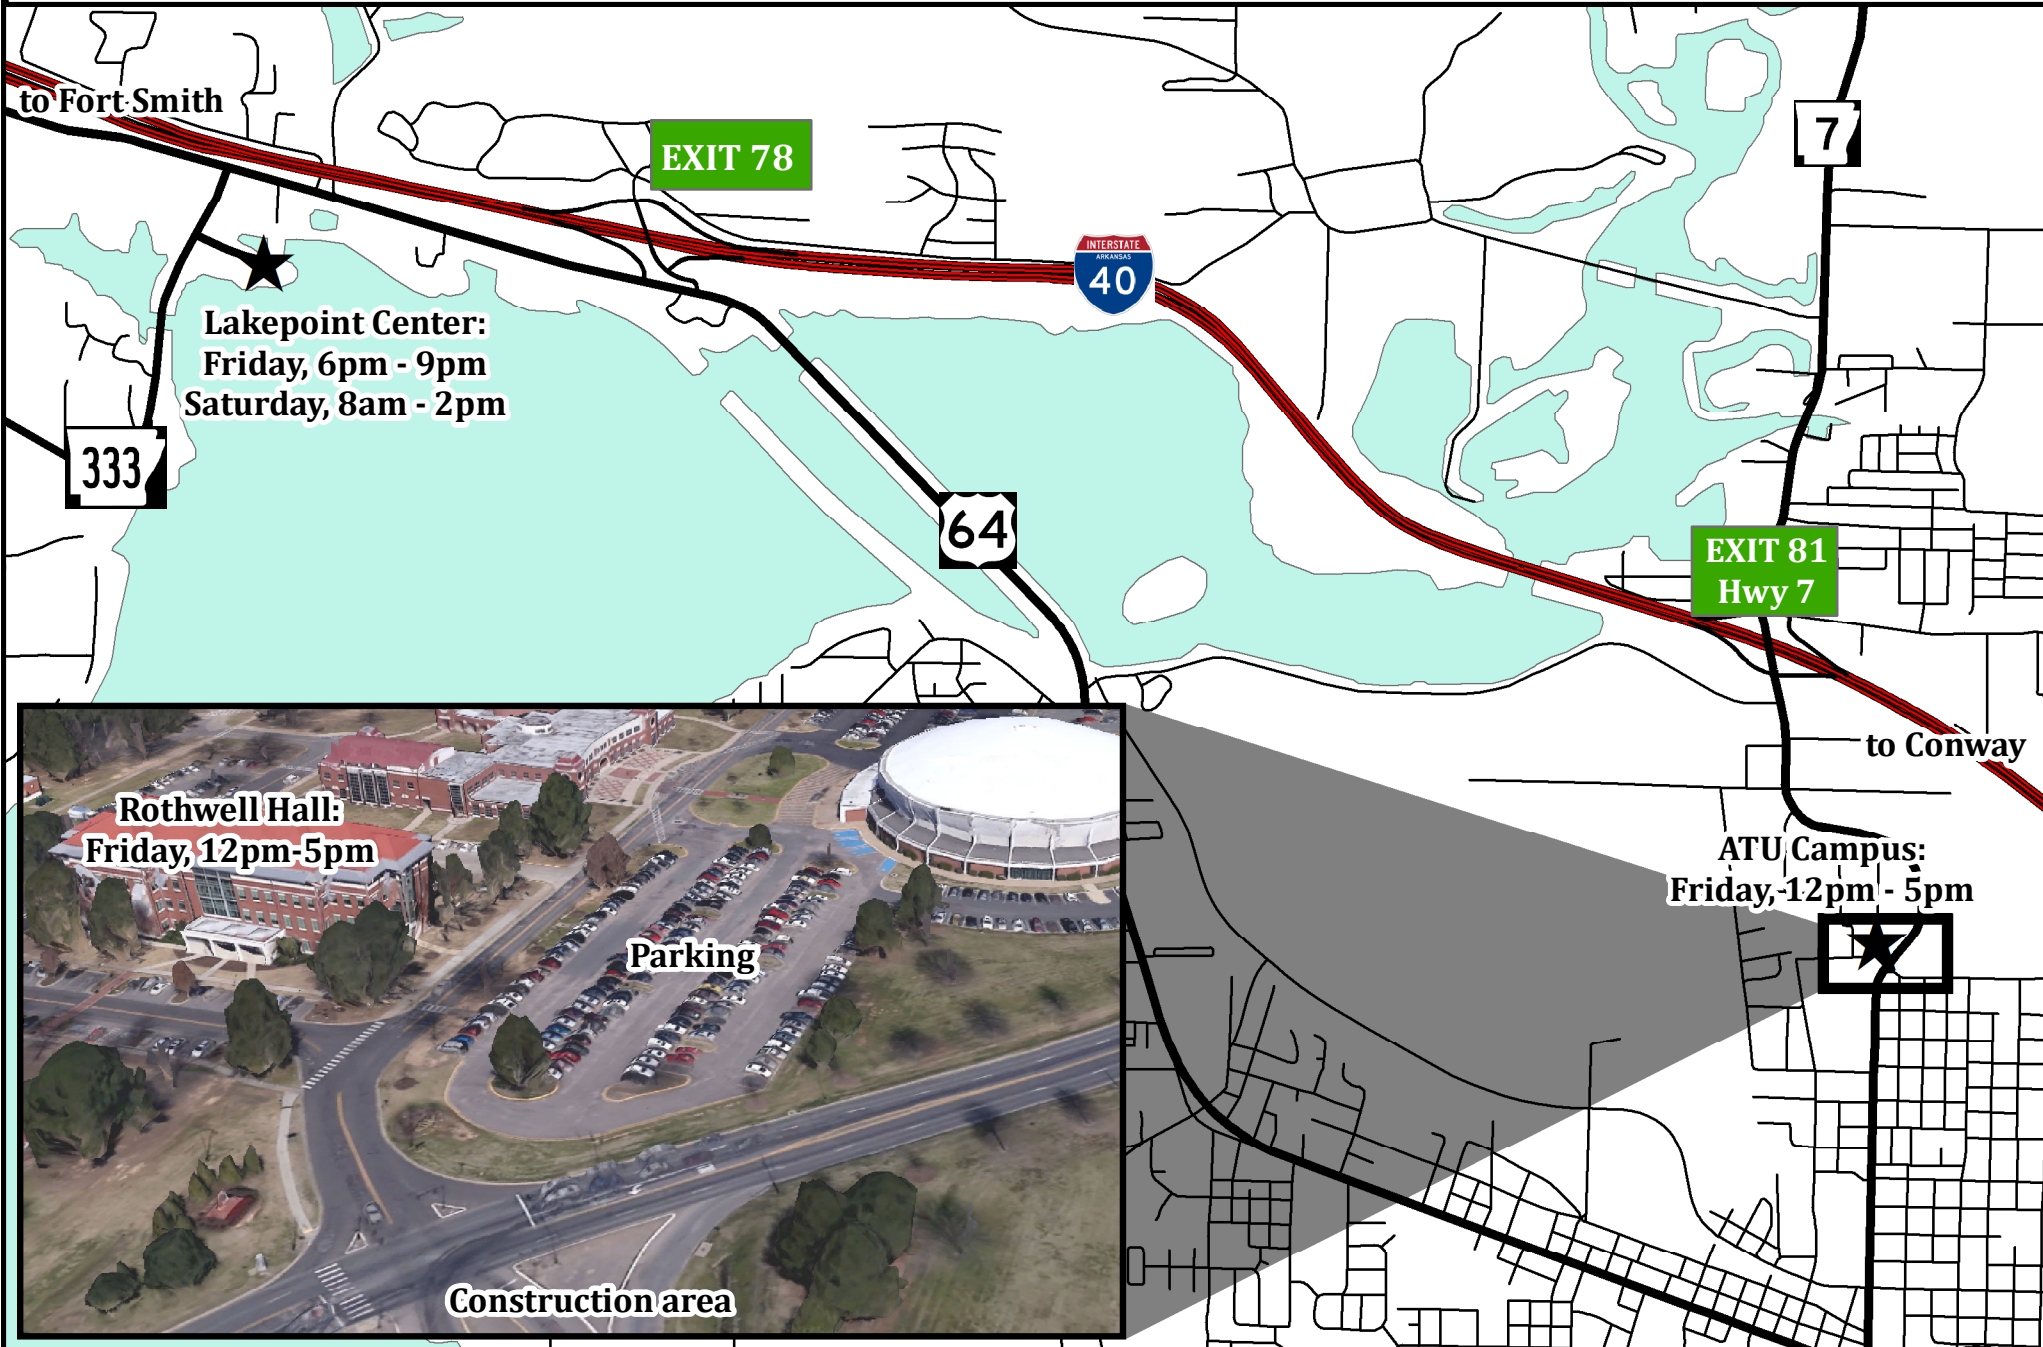 to Fort Smith
EXIT 78
7
INTERSTATE
ARKANSAS
40
Lakepoint Center:
Friday, 6pm - 9pm
Saturday, 8am - 2pm
333
64
EXIT 81
Hwy 7
to Conway
Rothwell Hall:
Friday, 12pm-5pm
ATU Campus:
Friday, 12pm - 5pm
Parking
Construction area